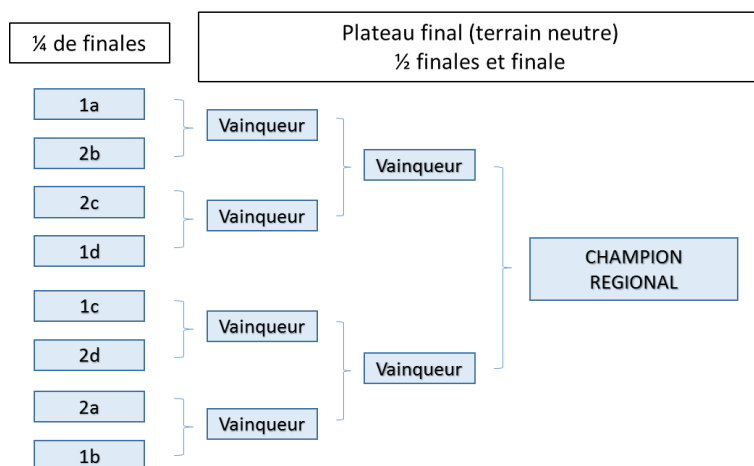 ¼ de finales
Plateau final (terrain neutre)
½ finales et finale
1a
2b
2c
1d
1c
2d
2a
1b
Vainqueur
Vainqueur
Vainqueur
Vainqueur
Vainqueur
Vainqueur
CHAMPION
REGIONAL